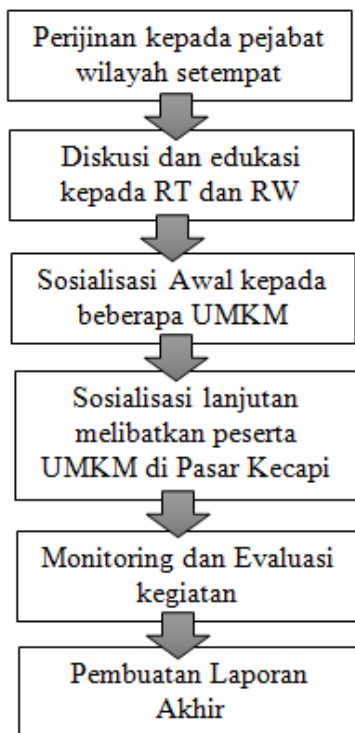 Perijinan kepada pejabat
wilayah setempat
Diskusi dan edukasi
kepada RT dan RW
Sosialisasi Awal kepada
beberapa UMKM
Sosialisasi lanjutan
melibatkan peserta
UMKM di Pasar Kecapi
Monitoring dan Evaluasi
kegiatan
Pembuatan Laporan
Akhir